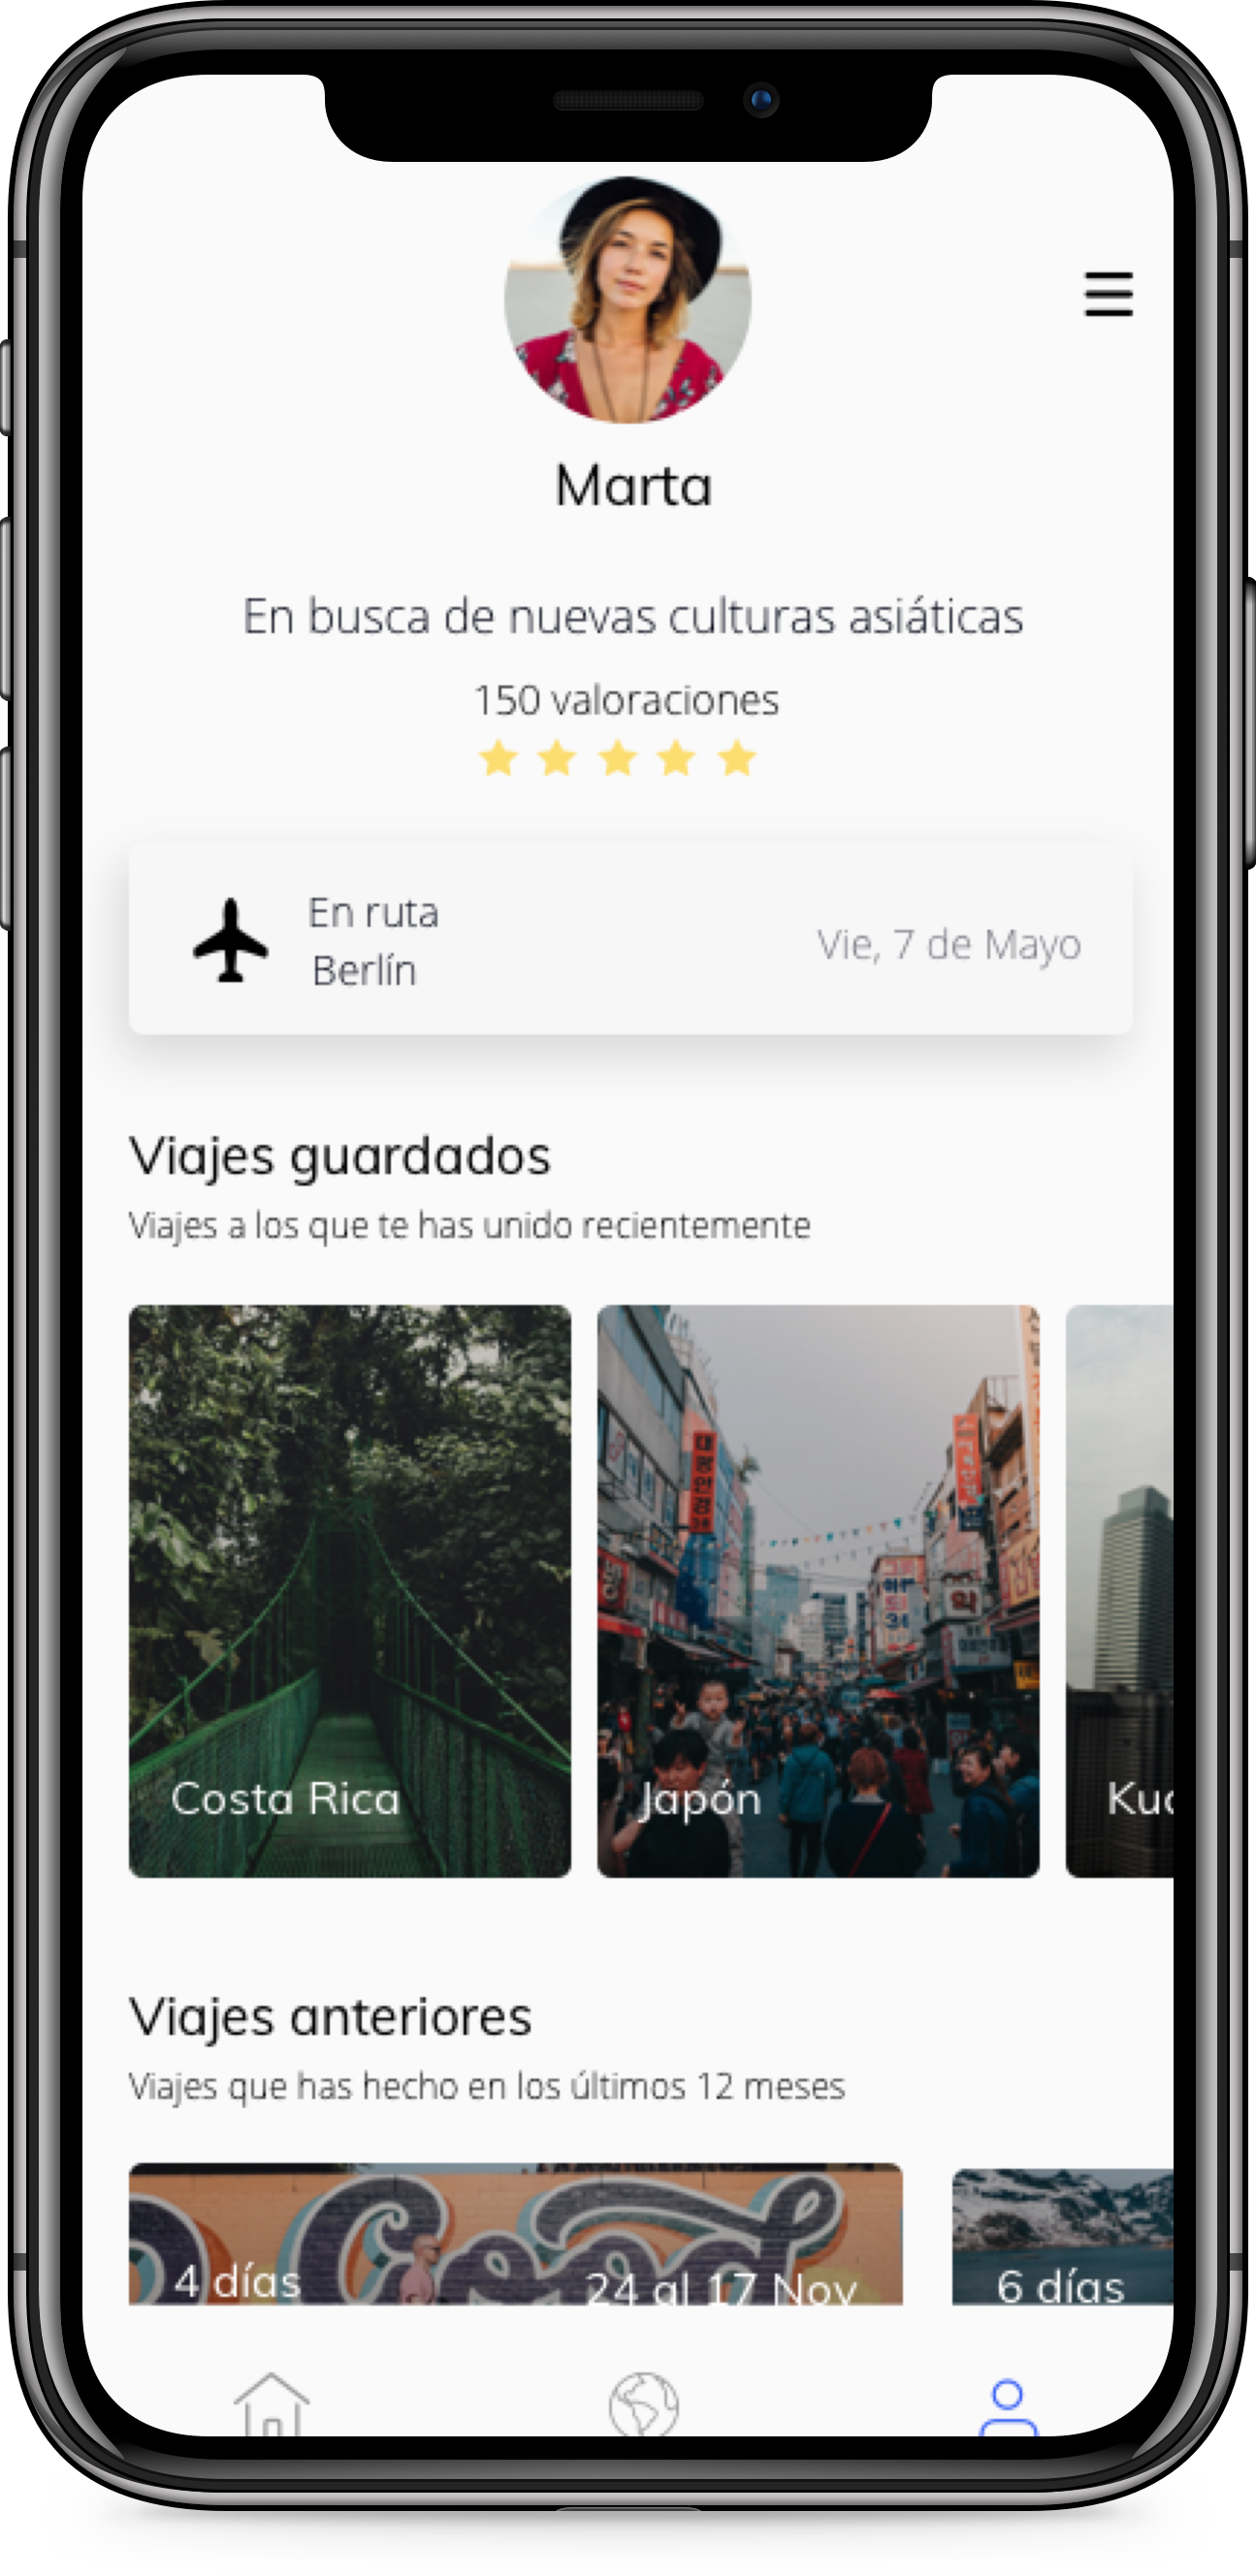 Marta
En busca de nuevas culturas asiáticas
150 valoraciones
En ruta
Berlín
Vie, 7 de Mayo
Viajes guardados
Viajes a los que te has unido recientemente
Costa Rica
Japón
Viajes anteriores
Viajes que has hecho en los últimos 12 meses
4 días
24 al 17 Nov
6 días